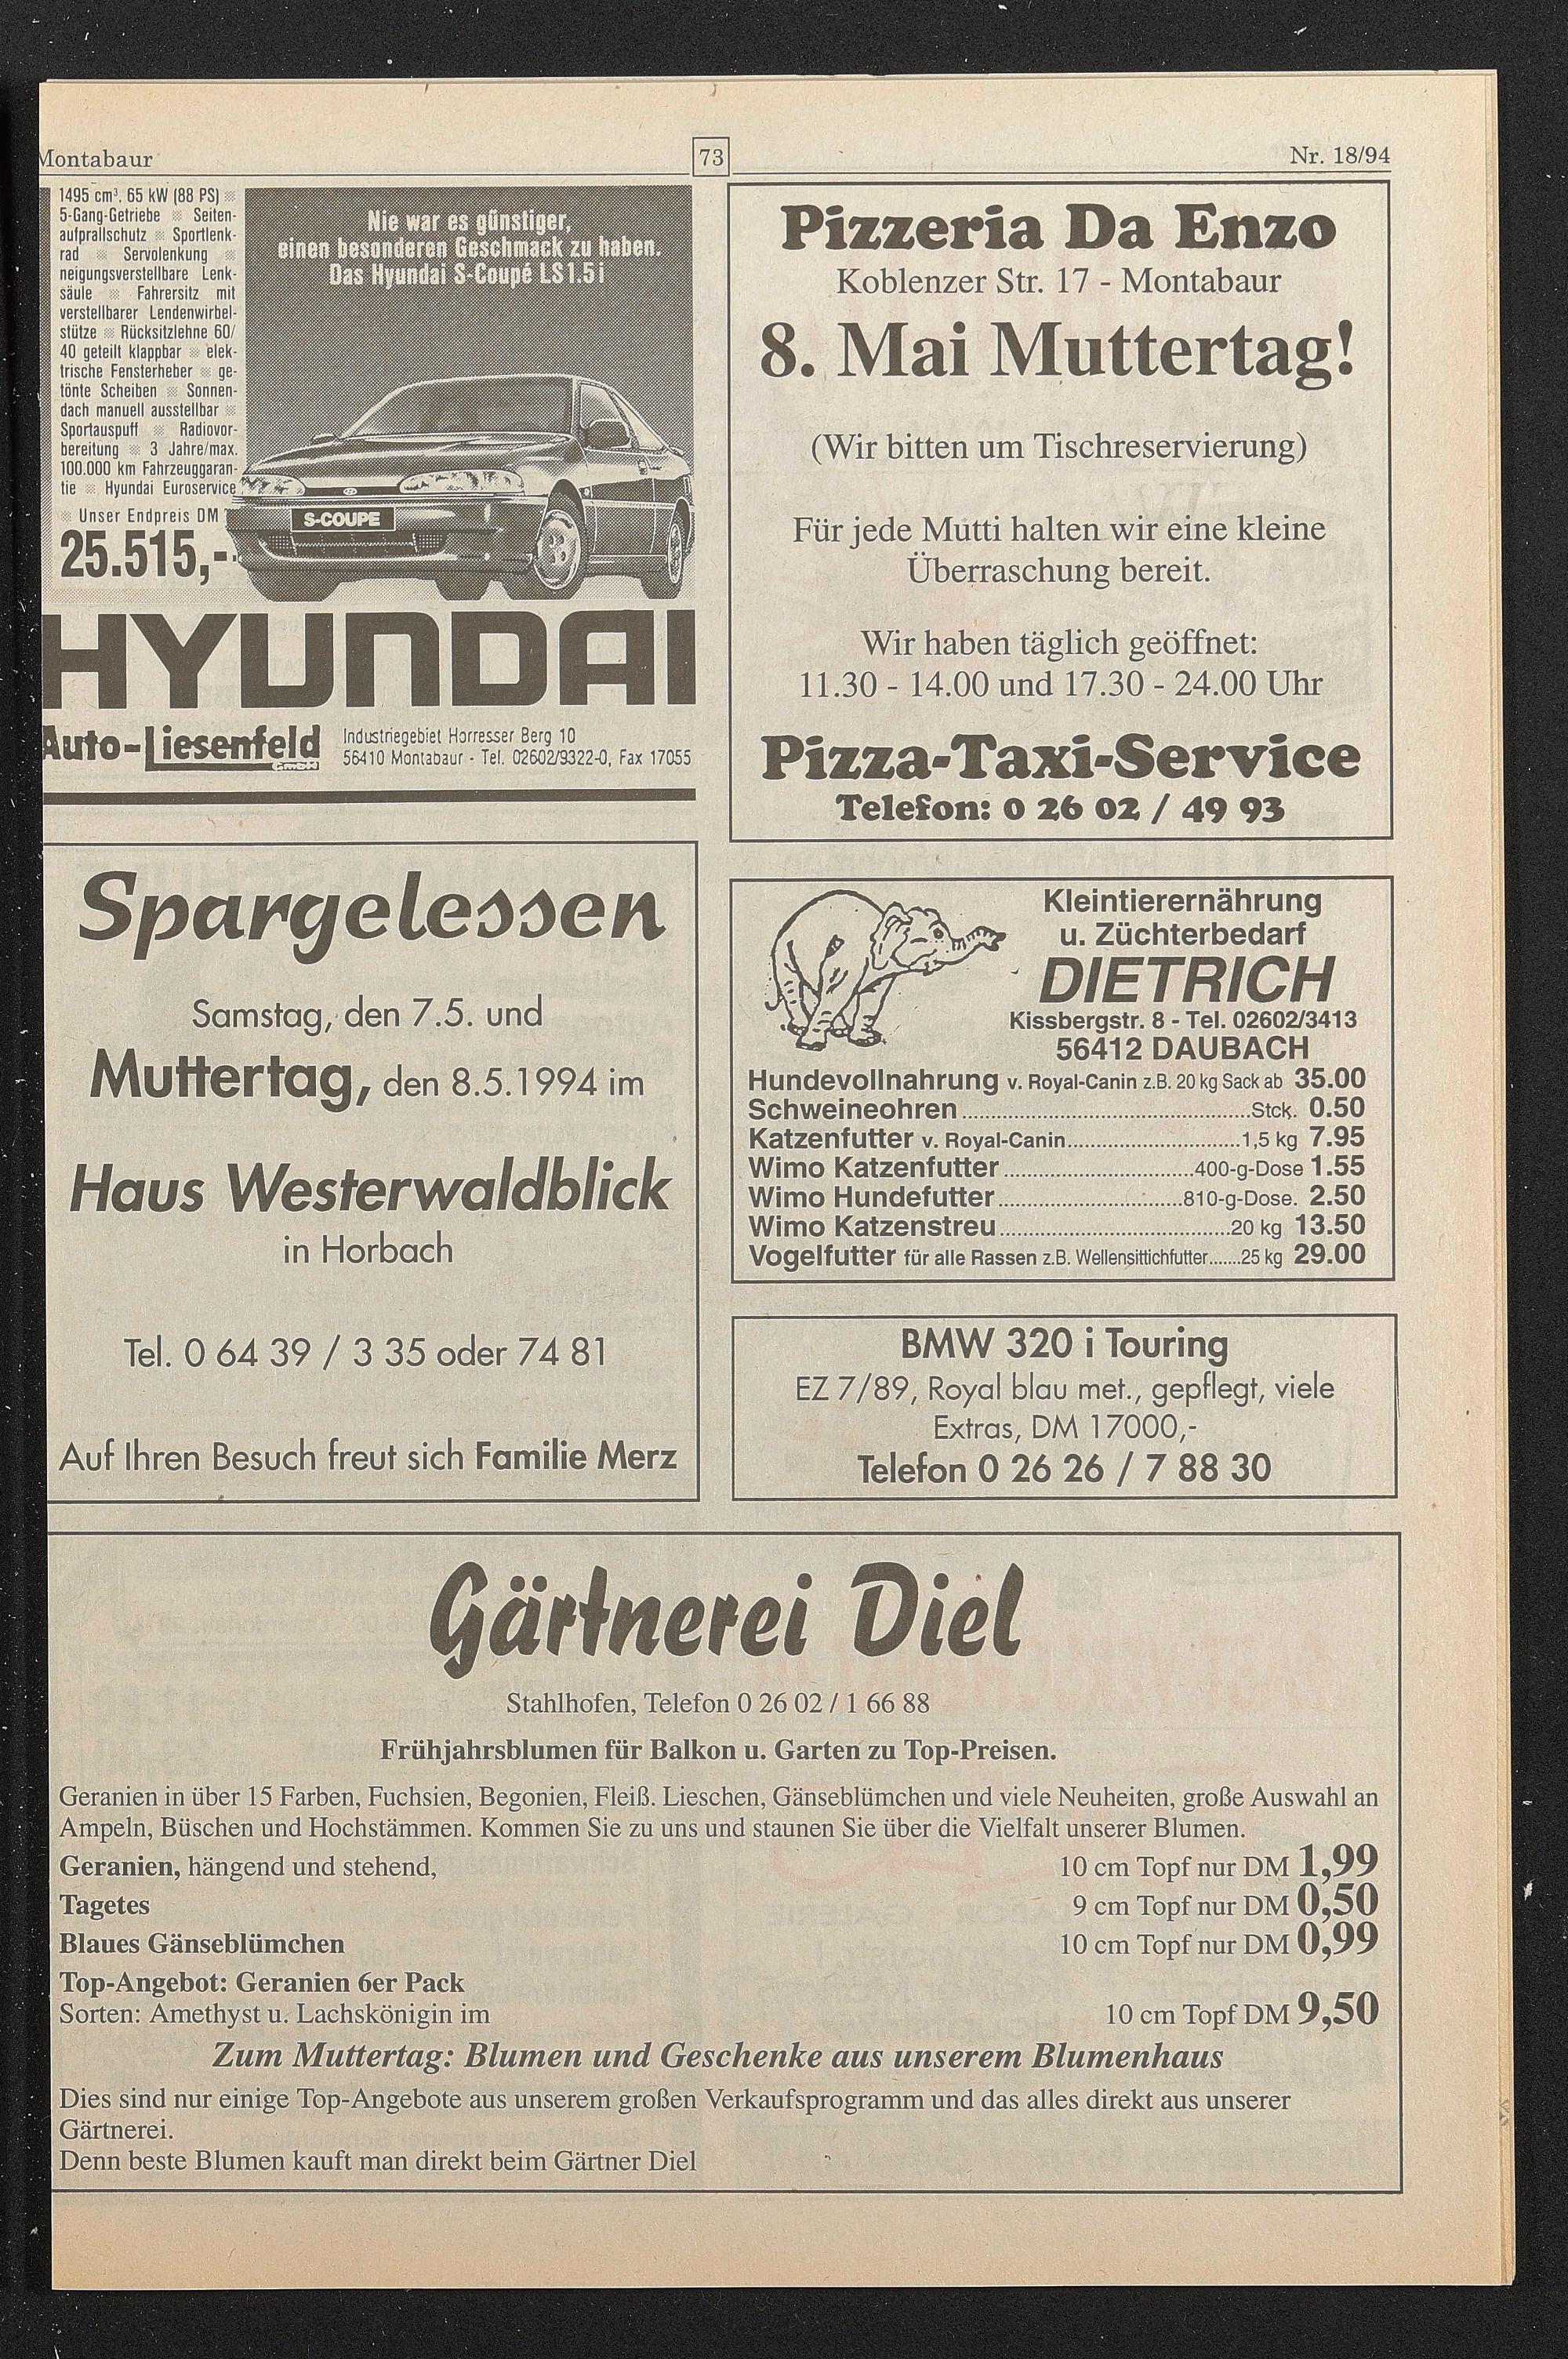 Montabaur
73
Nr. 18/94
1495 cm³, 65 kW (88 PS)
5-Gang-Getriebe Seiten-
aufprallschutz Sportlenk-
rad Servolenkung
neigungsverstellbare Lenk-
säule Fahrersitz mit
verstellbarer Lendenwirbel-
stütze Rücksitzlehne 60/
40 geteilt klappbar elek-
trische Fensterheber ge-
tönte Scheiben Sonnen-
dach manuell ausstellbar
Sportauspuff Radiovor-
bereitung 3 Jahre/max.
100.000 km Fahrzeuggaran-
tie Hyundai Euroservice
Unser Endpreis DM
25.515,-
Nie war es günstiger,
einen besonderen Geschmack zu haben.
Das Hyundai S-Coupé LS 1.5 i
S-COUPE
HYUNDAI
Auto-Liesenfeld
GmbH
Industriegebiet Horresser Berg 10
56410 Montabaur - Tel. 02602/9322-0, Fax 17055
Pizzeria Da Enzo
Koblenzer Str. 17 - Montabaur
8. Mai Muttertag!
(Wir bitten um Tischreservierung)
Für jede Mutti halten wir eine kleine
Überraschung bereit.
Wir haben täglich geöffnet:
11.30 - 14.00 und 17.30 - 24.00 Uhr
Pizza-Taxi-Service
Telefon: 0 26 02 / 49 93
Spargelessen
Samstag, den 7.5. und
Muttertag, den 8.5.1994 im
Haus Westerwaldblick
in Horbach
Tel. 0 64 39 / 3 35 oder 74 81
Auf Ihren Besuch freut sich Familie Merz
Kleintierernährung
u. Züchterbedarf
DIETRICH
Kissbergstr. 8 - Tel. 02602/3413
56412 DAUBACH
Hundevollnahrung v. Royal-Canin z.B. 20 kg Sack ab 35.00
Schweineohren Stck. 0.50
Katzenfutter v. Royal-Canin 1,5 kg 7.95
Wimo Katzenfutter 400-g-Dose 1.55
Wimo Hundefutter 810-g-Dose. 2.50
Wimo Katzenstreu 20 kg 13.50
Vogelfutter für alle Rassen z.B. Wellensittichfutter 25 kg 29.00
BMW 320 i Touring
EZ 7/89, Royal blau met., gepflegt, viele
Extras, DM 17000,-
Telefon 0 26 26 / 7 88 30
Gärtnerei Diel
Stahlhofen, Telefon 0 26 02 / 1 66 88
Frühjahrsblumen für Balkon u. Garten zu Top-Preisen.
Geranien in über 15 Farben, Fuchsien, Begonien, Fleiß. Lieschen, Gänseblümchen und viele Neuheiten, große Auswahl an
Ampeln, Büschen und Hochstämmen. Kommen Sie zu uns und staunen Sie über die Vielfalt unserer Blumen.
Geranien, hängend und stehend, 10 cm Topf nur DM 1,99
Tagetes 9 cm Topf nur DM 0,50
Blaues Gänseblümchen 10 cm Topf nur DM 0,99
Top-Angebot: Geranien 6er Pack
Sorten: Amethyst u. Lachskönigin im 10 cm Topf DM 9,50
Zum Muttertag: Blumen und Geschenke aus unserem Blumenhaus
Dies sind nur einige Top-Angebote aus unserem großen Verkaufsprogramm und das alles direkt aus unserer
Gärtnerei.
Denn beste Blumen kauft man direkt beim Gärtner Diel